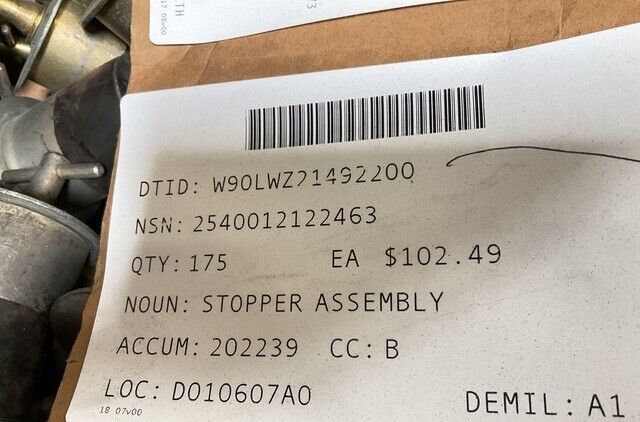 DTID: W90LWZ21492200
NSN: 2540012122463
QTY: 175 EA $102.49
NOUN: STOPPER ASSEMBLY
ACCUM: 202239 CC: B
LOC: D010607A0
18 07v00 DEMIL: A1